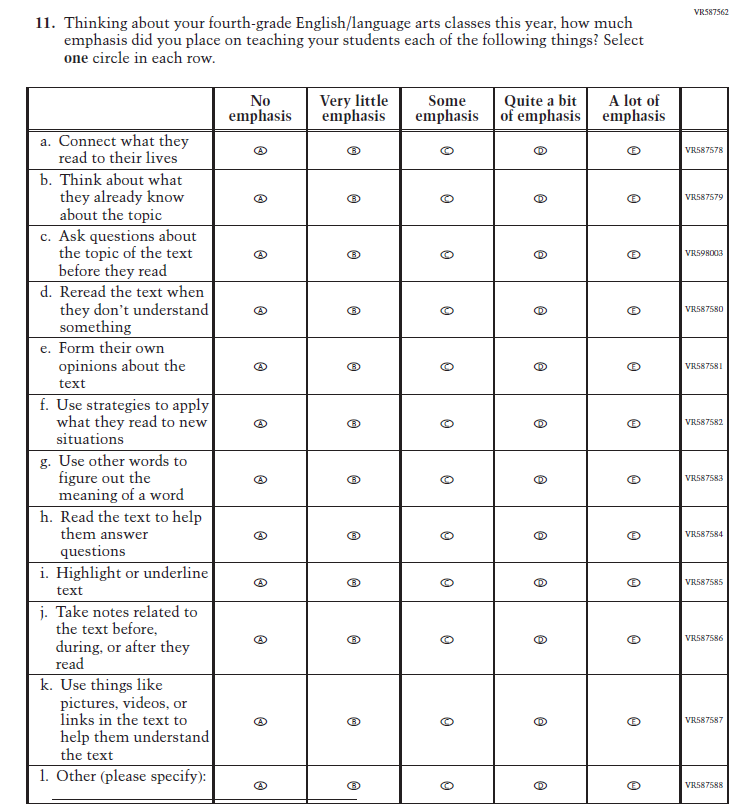 VR587562
11. Thinking about your fourth-grade English/language arts classes this year, how much
emphasis did you place on teaching your students each of the following things? Select
one circle in each row.
No emphasis Very little emphasis Some emphasis Quite a bit of emphasis A lot of emphasis
a. Connect what they
read to their lives
A B C D E VR587578
b. Think about what
they already know
about the topic
A B C D E VR587579
c. Ask questions about
the topic of the text
before they read
A B C D E VR598003
d. Reread the text when
they don't understand
something
A B C D E VR587580
e. Form their own
opinions about the
text
A B C D E VR587581
f. Use strategies to apply
what they read to new
situations
A B C D E VR587582
g. Use other words to
figure out the
meaning of a word
A B C D E VR587583
h. Read the text to help
them answer
questions
A B C D E VR587584
i. Highlight or underline
text
A B C D E VR587585
j. Take notes related to
the text before,
during, or after they
read
A B C D E VR587586
k. Use things like
pictures, videos, or
links in the text to
help them understand
the text
A B C D E VR587587
l. Other (please specify):
A B C D E VR587588